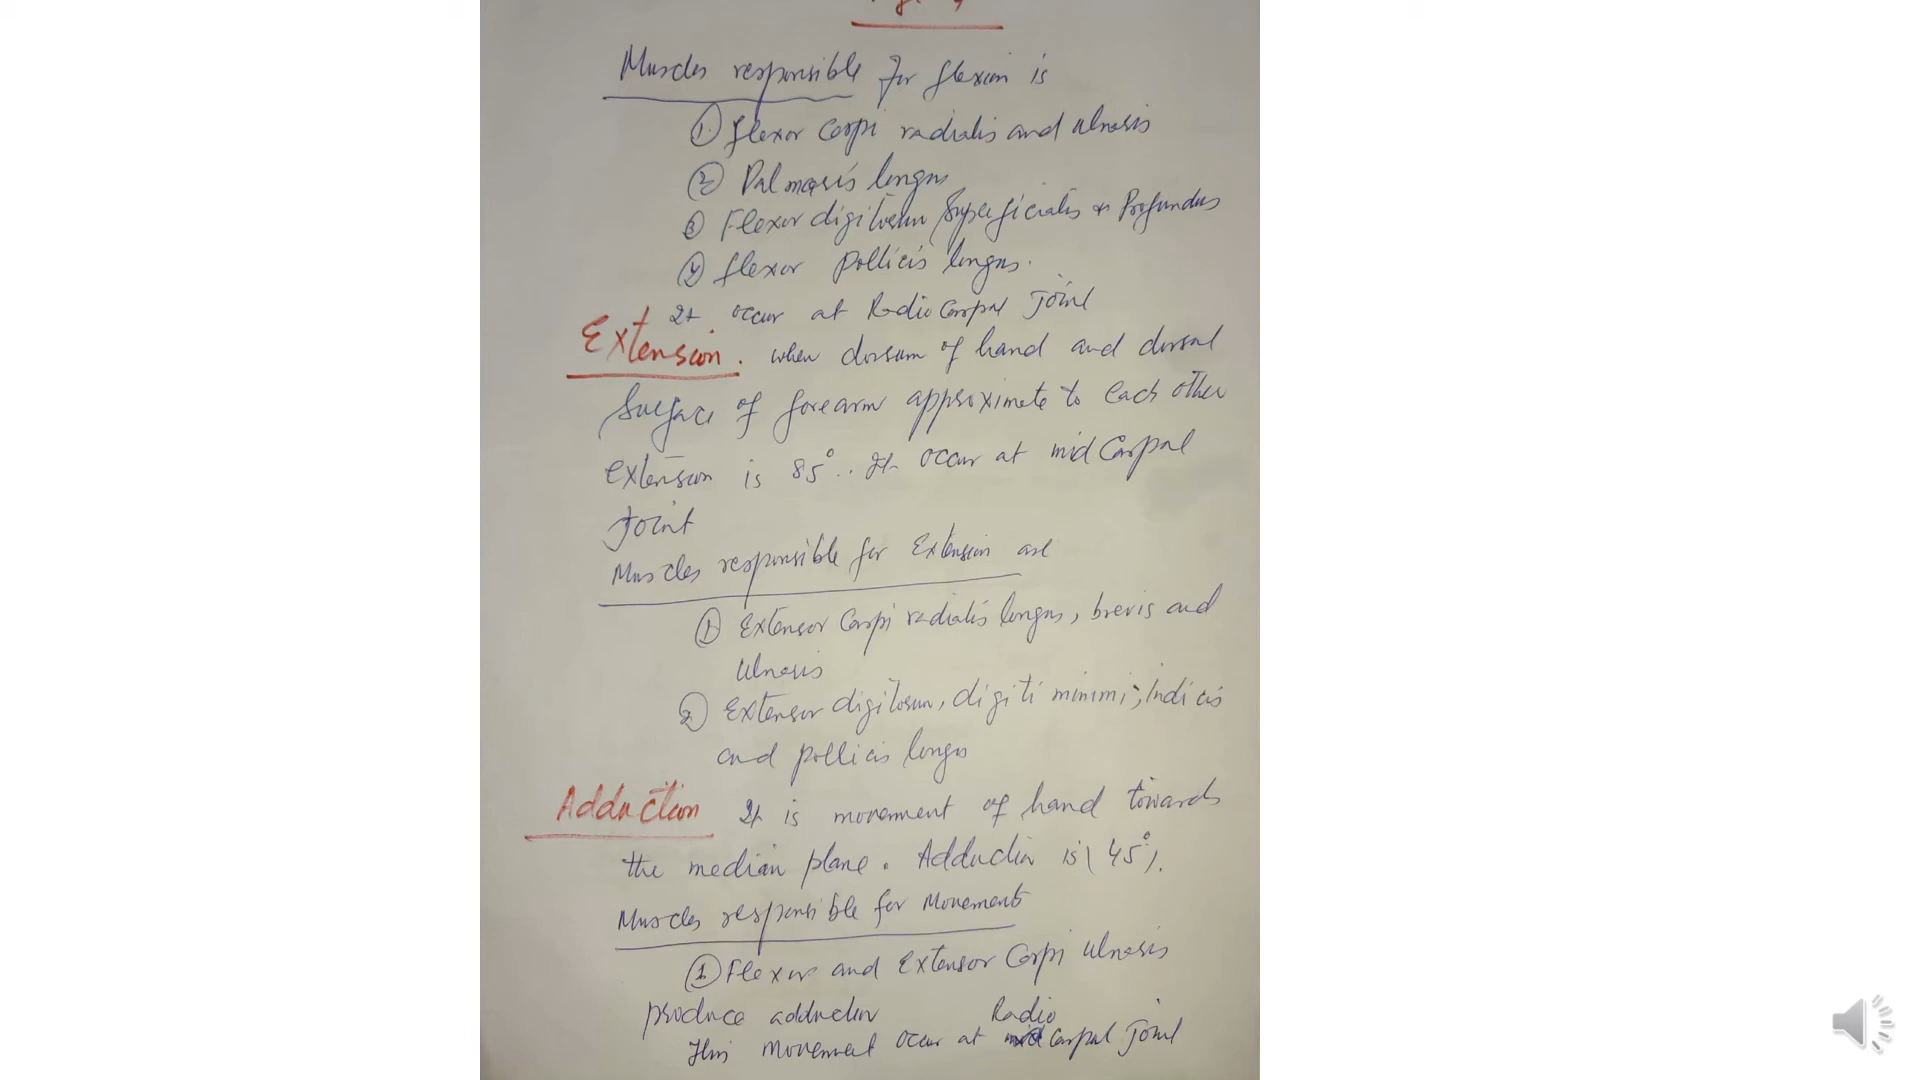 Muscles responsible for flexion is
① flexor Carpi radialis and ulnaris
② Palmaris longus
③ Flexor digitorum Superficialis & Profundus
④ flexor Pollicis longus.
It occur at Radio Carpal Joint
Extension. when dorsum of hand and dorsal
Surface of forearm approximate to each other
extension is 85°.. It occur at mid Carpal
Joint
Muscles responsible for Extension are
① Extensor Carpi radialis longus, brevis and
Ulnaris
② Extensor digitorum, digiti minimi, Indicis
and pollicis longus
Adduction It is movement of hand towards
the median plane. Adduction is (45°).
Muscles responsible for Movement
① Flexor and Extensor Carpi Ulnaris
produce adduction Radio
This movement occur at Carpal Joint